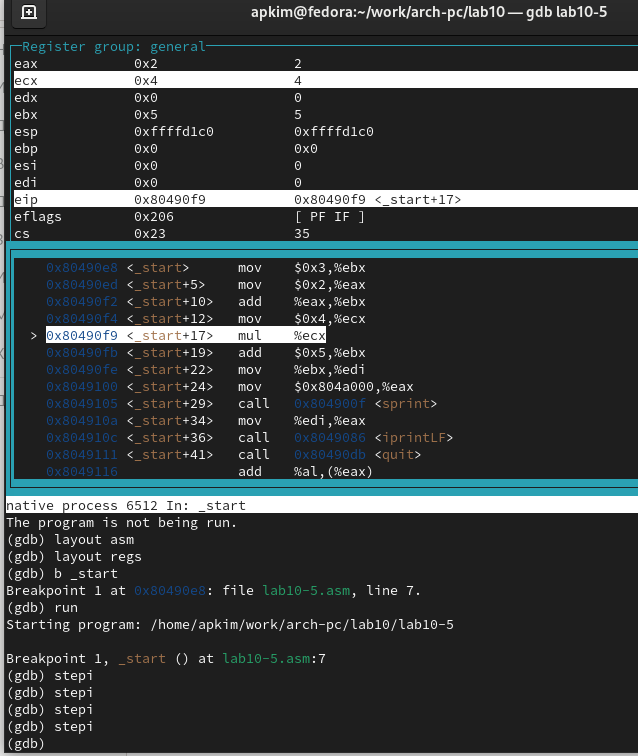 apkim@fedora:~/work/arch-pc/lab10 — gdb lab10-5
Register group: general
eax 0x2 2
ecx 0x4 4
edx 0x0 0
ebx 0x5 5
esp 0xffffd1c0 0xffffd1c0
ebp 0x0 0x0
esi 0x0 0
edi 0x0 0
eip 0x80490f9 0x80490f9 <_start+17>
eflags 0x206 [ PF IF ]
cs 0x23 35
0x80490e8 <_start> mov $0x3,%ebx
0x80490ed <_start+5> mov $0x2,%eax
0x80490f2 <_start+10> add %eax,%ebx
0x80490f4 <_start+12> mov $0x4,%ecx
> 0x80490f9 <_start+17> mul %ecx
0x80490fb <_start+19> add $0x5,%ebx
0x80490fe <_start+22> mov %ebx,%edi
0x8049100 <_start+24> mov $0x804a000,%eax
0x8049105 <_start+29> call 0x804900f <sprint>
0x804910a <_start+34> mov %edi,%eax
0x804910c <_start+36> call 0x8049086 <iprintLF>
0x8049111 <_start+41> call 0x80490db <quit>
0x8049116 add %al,(%eax)
native process 6512 In: _start
The program is not being run.
(gdb) layout asm
(gdb) layout regs
(gdb) b _start
Breakpoint 1 at 0x80490e8: file lab10-5.asm, line 7.
(gdb) run
Starting program: /home/apkim/work/arch-pc/lab10/lab10-5
Breakpoint 1, _start () at lab10-5.asm:7
(gdb) stepi
(gdb) stepi
(gdb) stepi
(gdb) stepi
(gdb)